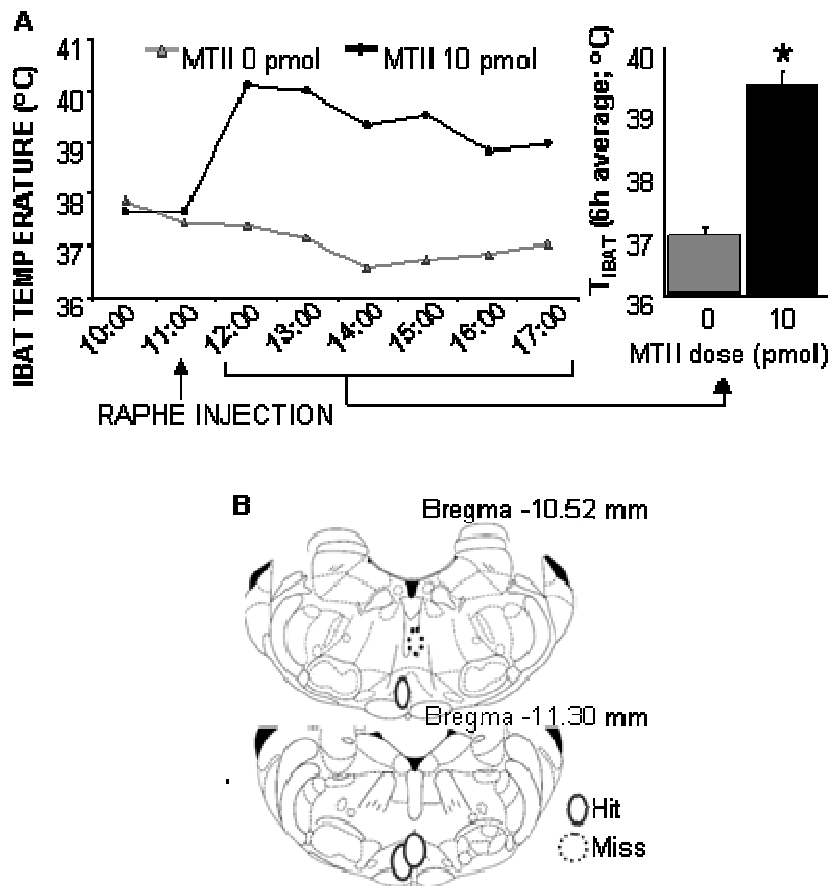 A
MTII 0 pmol MTII 10 pmol
IBAT TEMPERATURE (°C)
41
40
39
38
37
36
10:00 11:00 12:00 13:00 14:00 15:00 16:00 17:00
RAPHE INJECTION
T IBAT (6h average; °C)
40
39
38
37
36
*
0 10
MTII dose (pmol)
B
Bregma -10.52 mm
Bregma -11.30 mm
Hit
Miss